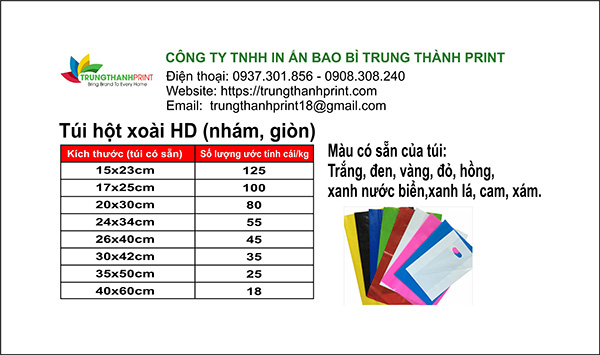 CÔNG TY TNHH IN ẤN BAO BÌ TRUNG THÀNH PRINT
TRUNGTHANHPRINT
Bring Brand To Every Home
Điện thoại: 0937.301.856 - 0908.308.240
Website: https://trungthanhprint.com
Email: trungthanhprint18@gmail.com
Túi hột xoài HD (nhám, giòn)
Kích thước (túi có sẵn) Số lượng ước tính cái/kg
15x23cm 125
17x25cm 100
20x30cm 80
24x34cm 55
26x40cm 45
30x42cm 35
35x50cm 25
40x60cm 18
Màu có sẵn của túi:
Trắng, đen, vàng, đỏ, hồng,
xanh nước biển,xanh lá, cam, xám.